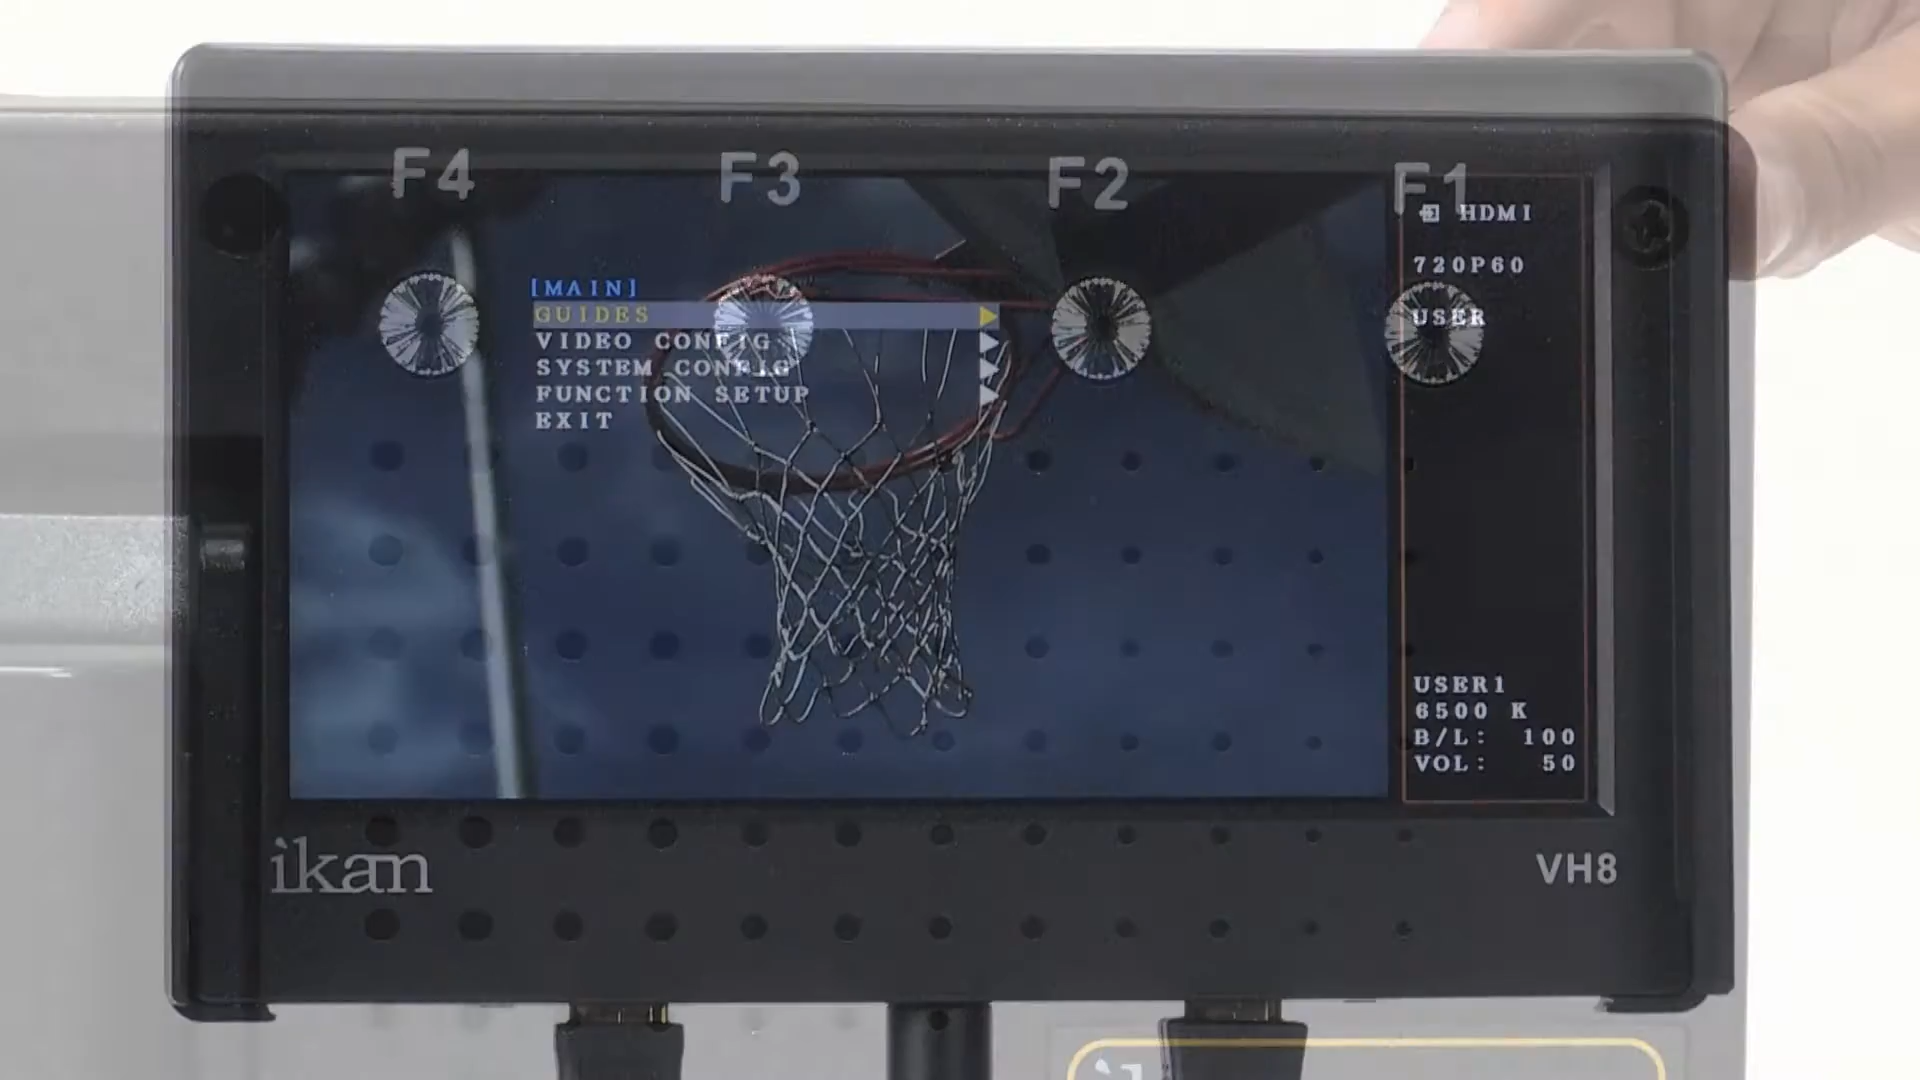 F4 F3 F2 F1
HDMI
720P60
USER
[MAIN]
GUIDES
VIDEO CONFIG
SYSTEM CONFIG
FUNCTION SETUP
EXIT
USER1
6500 K
B/L: 100
VOL: 50
ikan
VH8